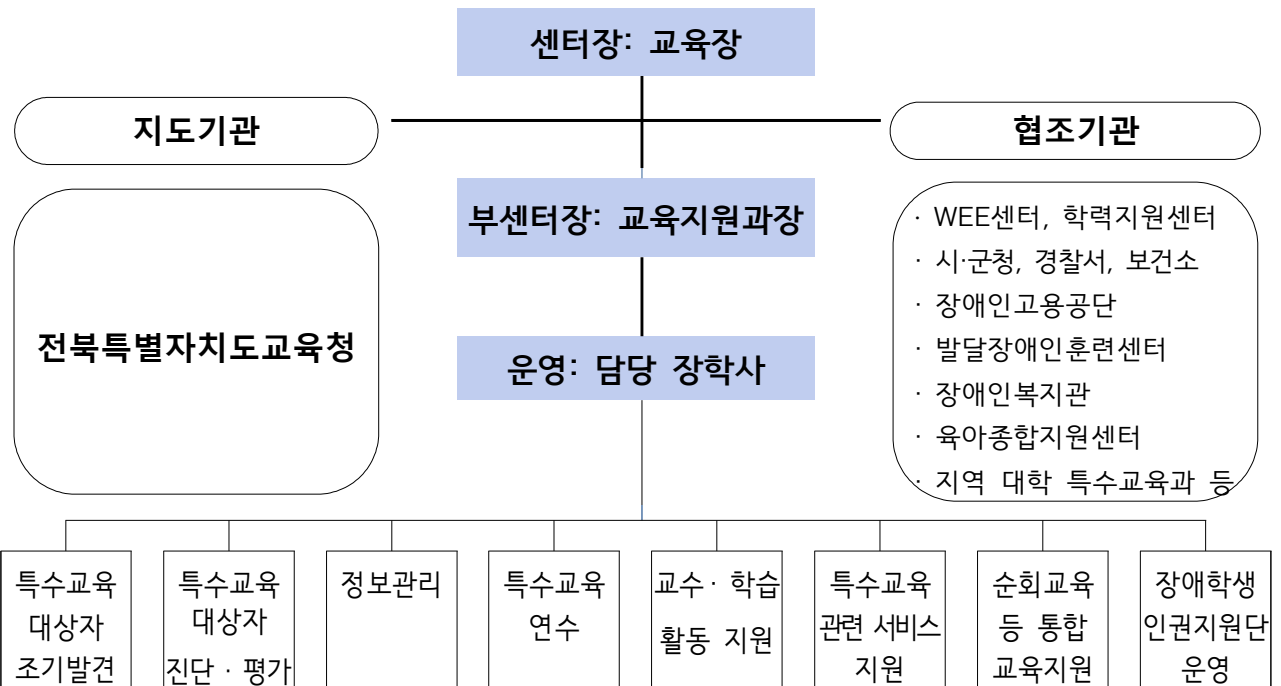 센터장: 교육장
지도기관
협조기관
부센터장: 교육지원과장
전북특별자치도교육청
· WEE센터, 학력지원센터
· 시·군청, 경찰서, 보건소
· 장애인고용공단
· 발달장애인훈련센터
· 장애인복지관
· 육아종합지원센터
· 지역 대학 특수교육과 등
운영: 담당 장학사
특수교육
대상자
조기발견
특수교육
대상자
진단 · 평가
정보관리
특수교육
연수
교수· 학습
활동 지원
특수교육
관련 서비스
지원
순회교육
등 통합
교육지원
장애학생
인권지원단
운영